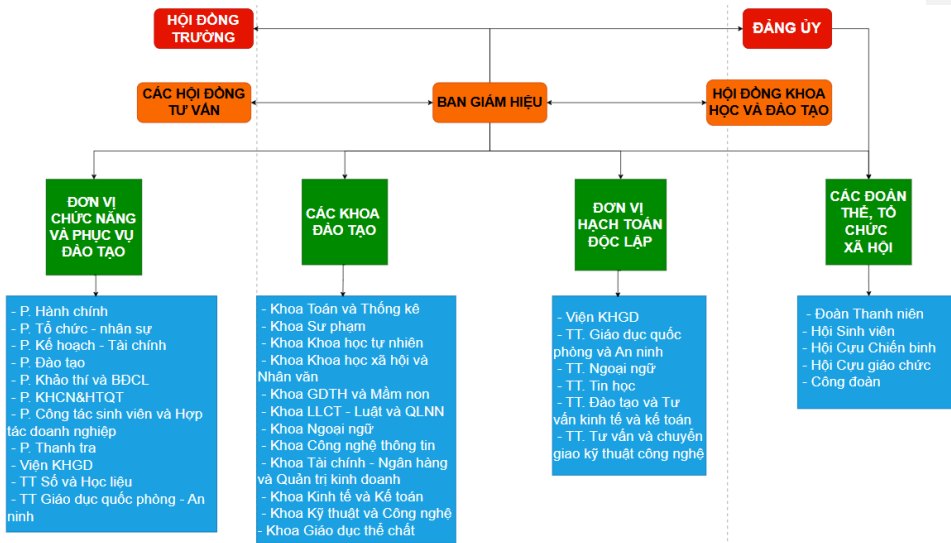 HỘI ĐỒNG
TRƯỜNG
ĐẢNG ỦY
CÁC HỘI ĐỒNG
TƯ VẤN
BAN GIÁM HIỆU
HỘI ĐỒNG KHOA
HỌC VÀ ĐÀO TẠO
ĐƠN VỊ
CHỨC NĂNG
VÀ PHỤC VỤ
ĐÀO TẠO
CÁC KHOA
ĐÀO TẠO
ĐƠN VỊ
HẠCH TOÁN
ĐỘC LẬP
CÁC ĐOÀN
THỂ, TỔ
CHỨC
XÃ HỘI
- P. Hành chính
- P. Tổ chức - nhân sự
- P. Kế hoạch - Tài chính
- P. Đào tạo
- P. Khảo thí và BĐCL
- P. KHCN&HTQT
- P. Công tác sinh viên và Hợp
tác doanh nghiệp
- P. Thanh tra
- Viện KHGD
- TT Số và Học liệu
- TT Giáo dục quốc phòng - An
ninh
- Khoa Toán và Thống kê
- Khoa Sư phạm
- Khoa Khoa học tự nhiên
- Khoa Khoa học xã hội và
Nhân văn
- Khoa GDTH và Mầm non
- Khoa LLCT - Luật và QLNN
- Khoa Ngoại ngữ
- Khoa Công nghệ thông tin
- Khoa Tài chính - Ngân hàng
và Quản trị kinh doanh
- Khoa Kinh tế và Kế toán
- Khoa Kỹ thuật và Công nghệ
- Khoa Giáo dục thể chất
- Viện KHGD
- TT. Giáo dục quốc
phòng và An ninh
- TT. Ngoại ngữ
- TT. Tin học
- TT. Đào tạo và Tư
vấn kinh tế và kế toán
- TT. Tư vấn và chuyển
giao kỹ thuật công nghệ
- Đoàn Thanh niên
- Hội Sinh viên
- Hội Cựu Chiến binh
- Hội Cựu giáo chức
- Công đoàn